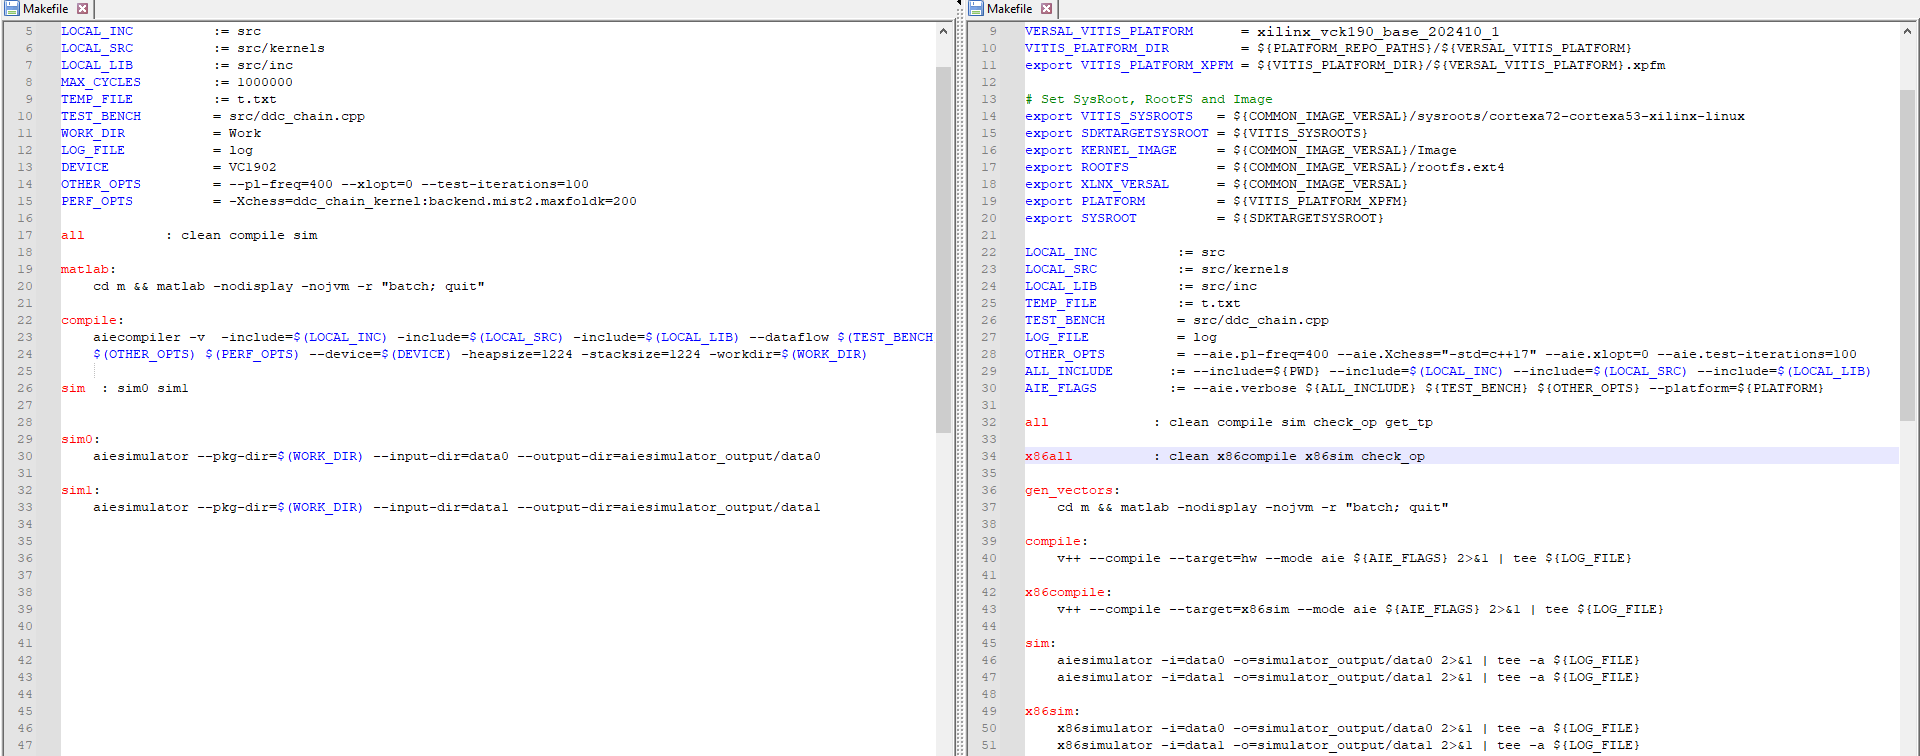 Makefile
5 LOCAL_INC := src
6 LOCAL_SRC := src/kernels
7 LOCAL_LIB := src/inc
8 MAX_CYCLES := 1000000
9 TEMP_FILE := t.txt
10 TEST_BENCH = src/ddc_chain.cpp
11 WORK_DIR = Work
12 LOG_FILE = log
13 DEVICE = VC1902
14 OTHER_OPTS = --pl-freq=400 --xlopt=0 --test-iterations=100
15 PERF_OPTS = -Xchess=ddc_chain_kernel:backend.mist2.maxfoldk=200
16
17 all : clean compile sim
18
19 matlab:
20 cd m && matlab -nodisplay -nojvm -r "batch; quit"
21
22 compile:
23 aiecompiler -v -include=$(LOCAL_INC) -include=$(LOCAL_SRC) -include=$(LOCAL_LIB) --dataflow $(TEST_BENCH
24 $(OTHER_OPTS) $(PERF_OPTS) --device=$(DEVICE) -heapsize=1224 -stacksize=1224 -workdir=$(WORK_DIR)
25
26 sim : sim0 sim1
27
28
29 sim0:
30 aiesimulator --pkg-dir=$(WORK_DIR) --input-dir=data0 --output-dir=aiesimulator_output/data0
31
32 sim1:
33 aiesimulator --pkg-dir=$(WORK_DIR) --input-dir=data1 --output-dir=aiesimulator_output/data1
34
35
36
37
38
39
40
41
42
43
44
45
46
47
Makefile
9 VERSAL_VITIS_PLATFORM = xilinx_vck190_base_202410_1
10 VITIS_PLATFORM_DIR = ${PLATFORM_REPO_PATHS}/${VERSAL_VITIS_PLATFORM}
11 export VITIS_PLATFORM_XPFM = ${VITIS_PLATFORM_DIR}/${VERSAL_VITIS_PLATFORM}.xpfm
12
13 # Set SysRoot, RootFS and Image
14 export VITIS_SYSROOTS = ${COMMON_IMAGE_VERSAL}/sysroots/cortexa72-cortexa53-xilinx-linux
15 export SDKTARGETSYSROOT = ${VITIS_SYSROOTS}
16 export KERNEL_IMAGE = ${COMMON_IMAGE_VERSAL}/Image
17 export ROOTFS = ${COMMON_IMAGE_VERSAL}/rootfs.ext4
18 export XLNX_VERSAL = ${COMMON_IMAGE_VERSAL}
19 export PLATFORM = ${VITIS_PLATFORM_XPFM}
20 export SYSROOT = ${SDKTARGETSYSROOT}
21
22 LOCAL_INC := src
23 LOCAL_SRC := src/kernels
24 LOCAL_LIB := src/inc
25 TEMP_FILE := t.txt
26 TEST_BENCH = src/ddc_chain.cpp
27 LOG_FILE = log
28 OTHER_OPTS = --aie.pl-freq=400 --aie.Xchess="-std=c++17" --aie.xlopt=0 --aie.test-iterations=100
29 ALL_INCLUDE := --include=${PWD} --include=$(LOCAL_INC) --include=$(LOCAL_SRC) --include=$(LOCAL_LIB)
30 AIE_FLAGS := --aie.verbose ${ALL_INCLUDE} ${TEST_BENCH} ${OTHER_OPTS} --platform=${PLATFORM}
31
32 all : clean compile sim check_op get_tp
33
34 x86all : clean x86compile x86sim check_op
35
36 gen_vectors:
37 cd m && matlab -nodisplay -nojvm -r "batch; quit"
38
39 compile:
40 v++ --compile --target=hw --mode aie ${AIE_FLAGS} 2>&1 | tee ${LOG_FILE}
41
42 x86compile:
43 v++ --compile --target=x86sim --mode aie ${AIE_FLAGS} 2>&1 | tee ${LOG_FILE}
44
45 sim:
46 aiesimulator -i=data0 -o=simulator_output/data0 2>&1 | tee -a ${LOG_FILE}
47 aiesimulator -i=data1 -o=simulator_output/data1 2>&1 | tee -a ${LOG_FILE}
48
49 x86sim:
50 x86simulator -i=data0 -o=simulator_output/data0 2>&1 | tee -a ${LOG_FILE}
51 x86simulator -i=data1 -o=simulator_output/data1 2>&1 | tee -a ${LOG_FILE}